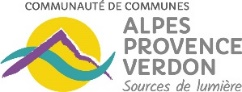 COMMUNAUTÉ DE COMMUNES
ALPES
PROVENCE
VERDON
Sources de lumière